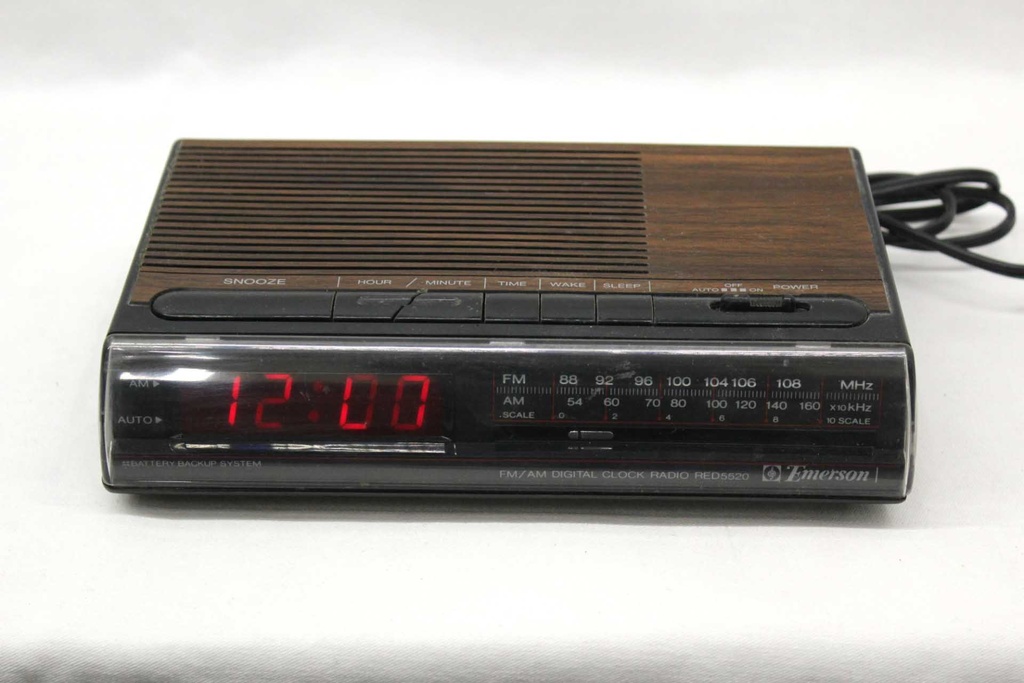 SNOOZE HOUR / MINUTE TIME WAKE SLEEP
OFF
AUTO ON POWER
AM
AUTO
12:00
BATTERY BACKUP SYSTEM
FM 88 92 96 100 104 106 108 MHz
AM 54 60 70 80 100 120 140 160 x10kHz
SCALE 0 2 4 6 8 10 SCALE
FM/AM DIGITAL CLOCK RADIO RED5520
Emerson